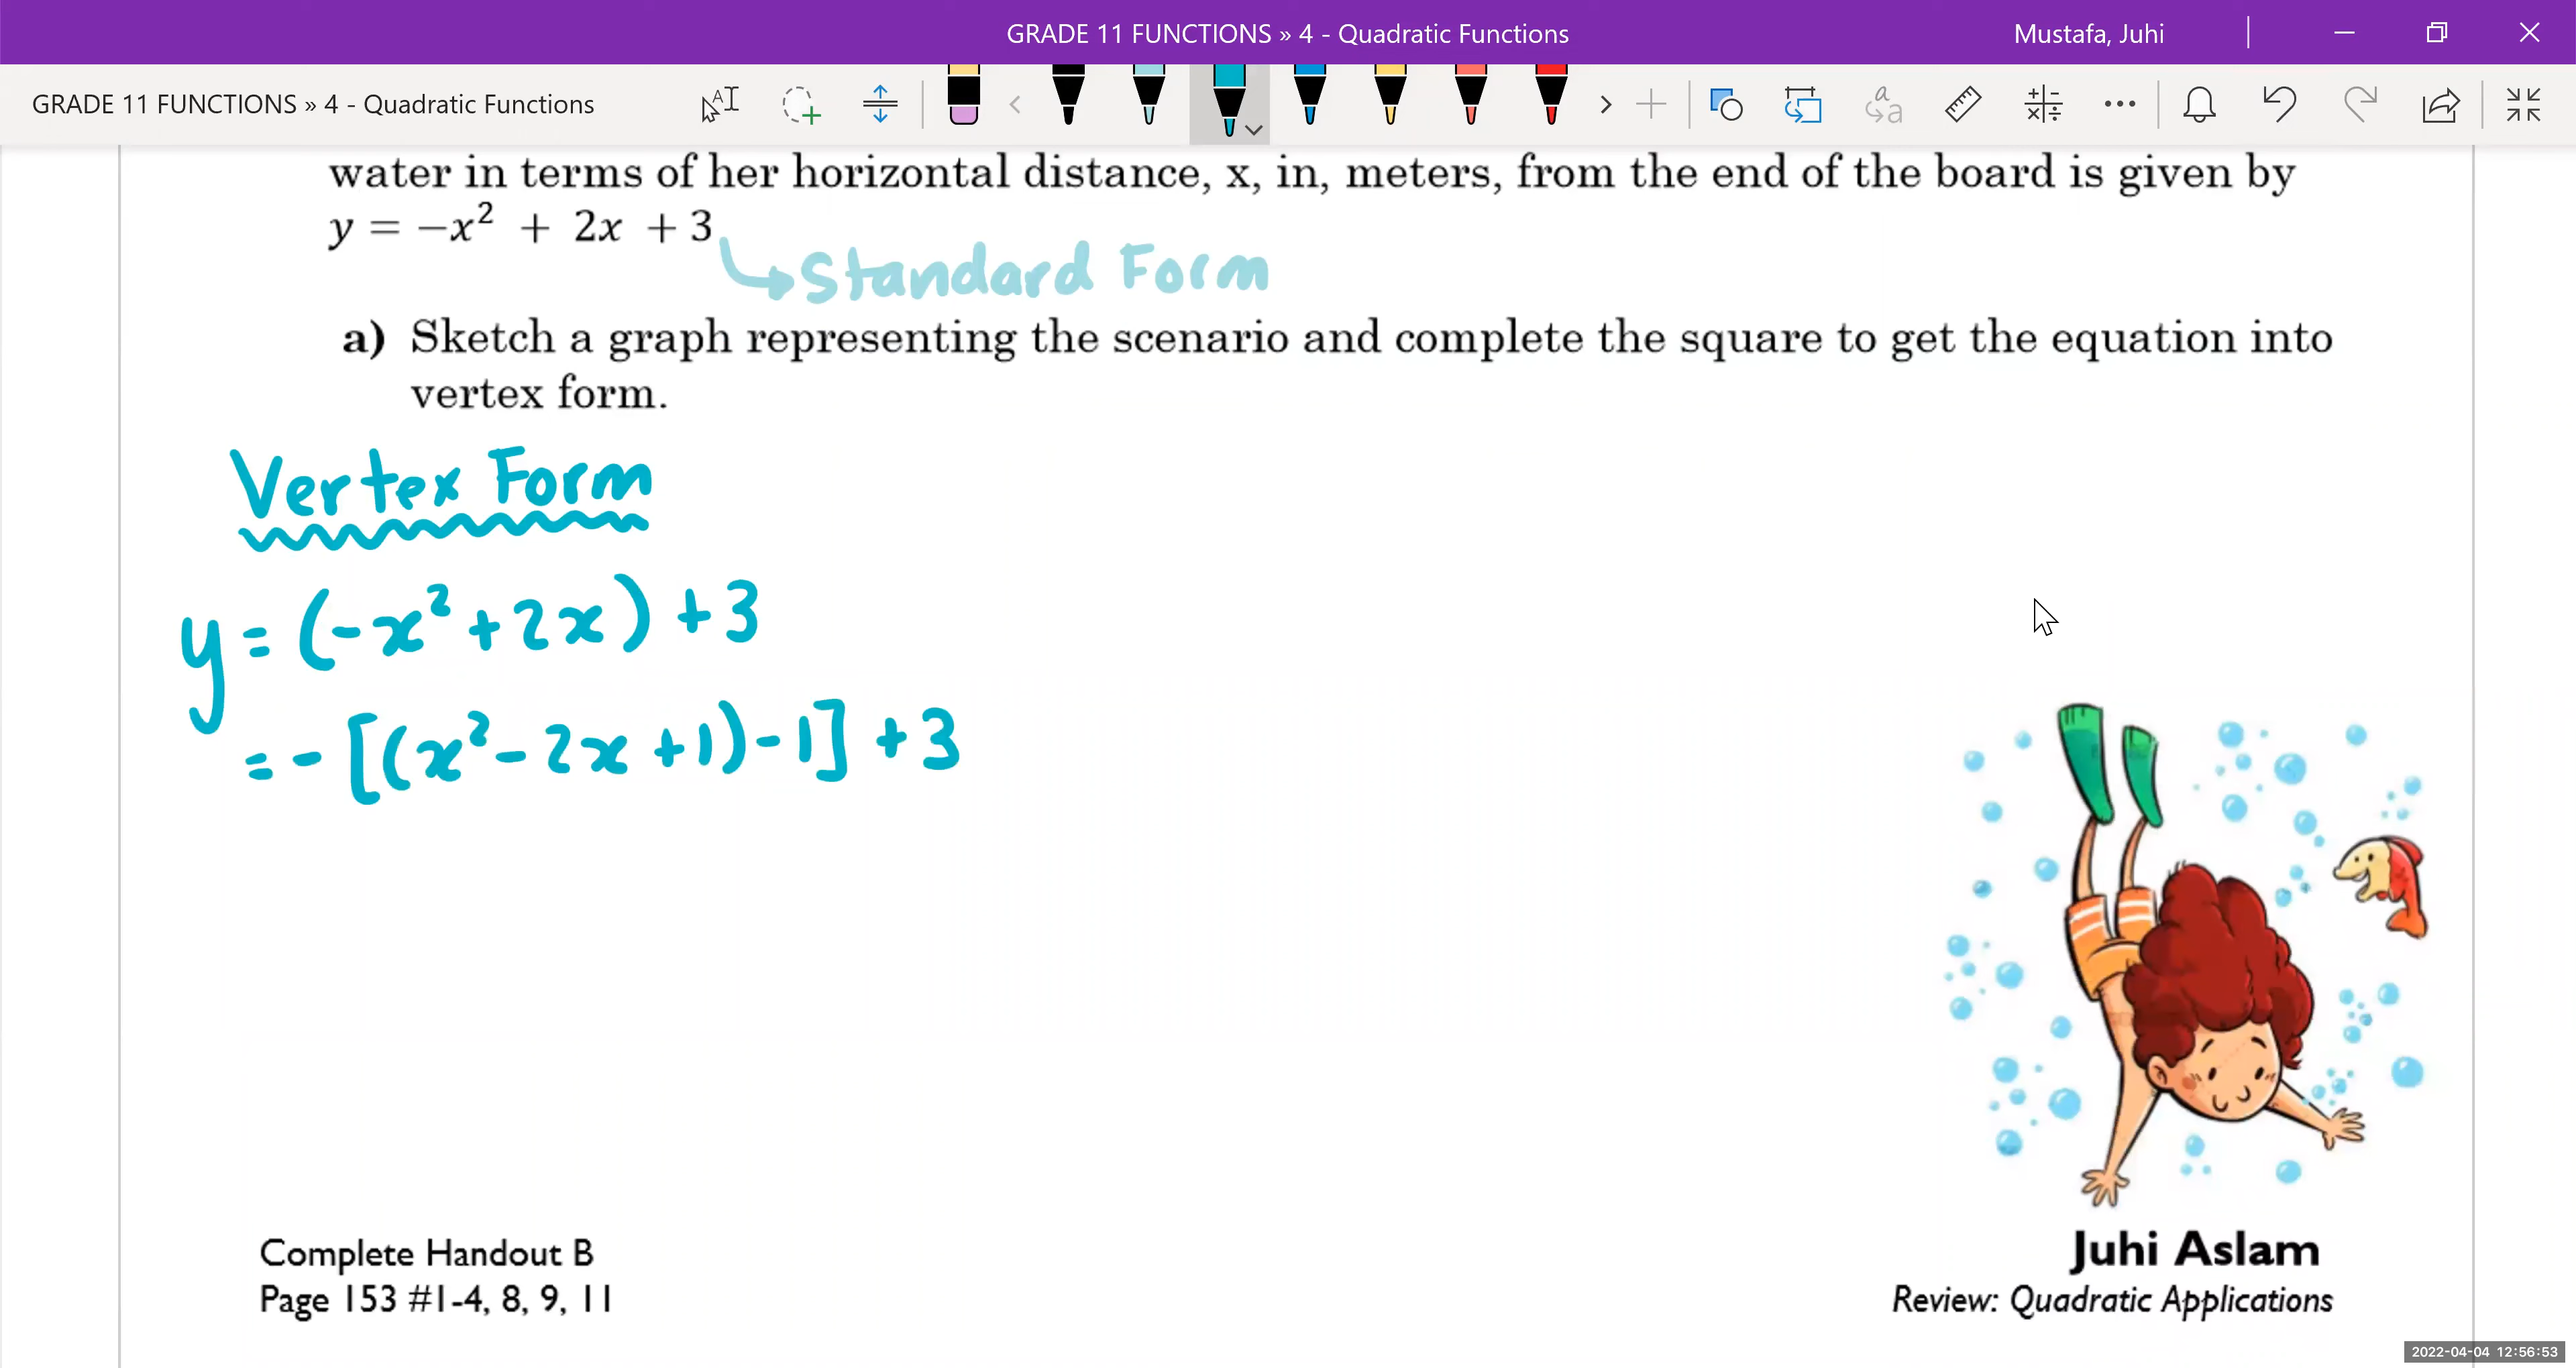 GRADE 11 FUNCTIONS » 4 - Quadratic Functions
Mustafa, Juhi
GRADE 11 FUNCTIONS » 4 - Quadratic Functions
water in terms of her horizontal distance, x, in, meters, from the end of the board is given by
y = −x² + 2x + 3
Standard Form
a) Sketch a graph representing the scenario and complete the square to get the equation into
vertex form.
Vertex Form
y = (-x² + 2x) + 3
= - [(x² - 2x + 1) - 1] + 3
Complete Handout B
Page 153 #1-4, 8, 9, 11
Juhi Aslam
Review: Quadratic Applications
2022-04-04 12:56:53